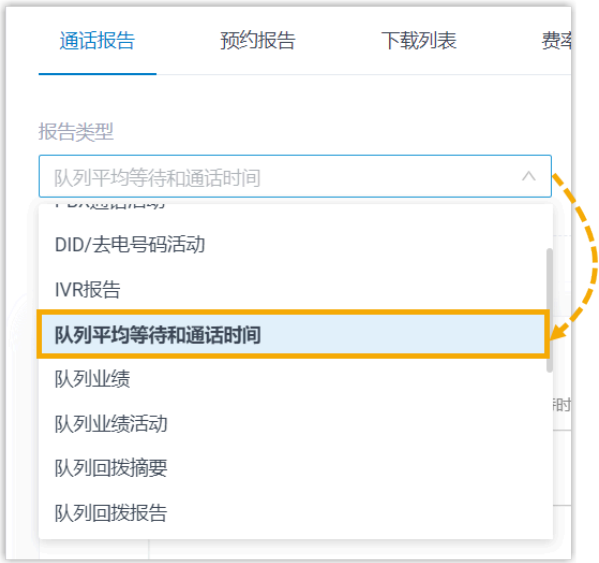 通话报告 预约报告 下载列表
报告类型
队列平均等待和通话时间
DID/去电号码活动
IVR报告
队列平均等待和通话时间
队列业绩
队列业绩活动
队列回拨摘要
队列回拨报告